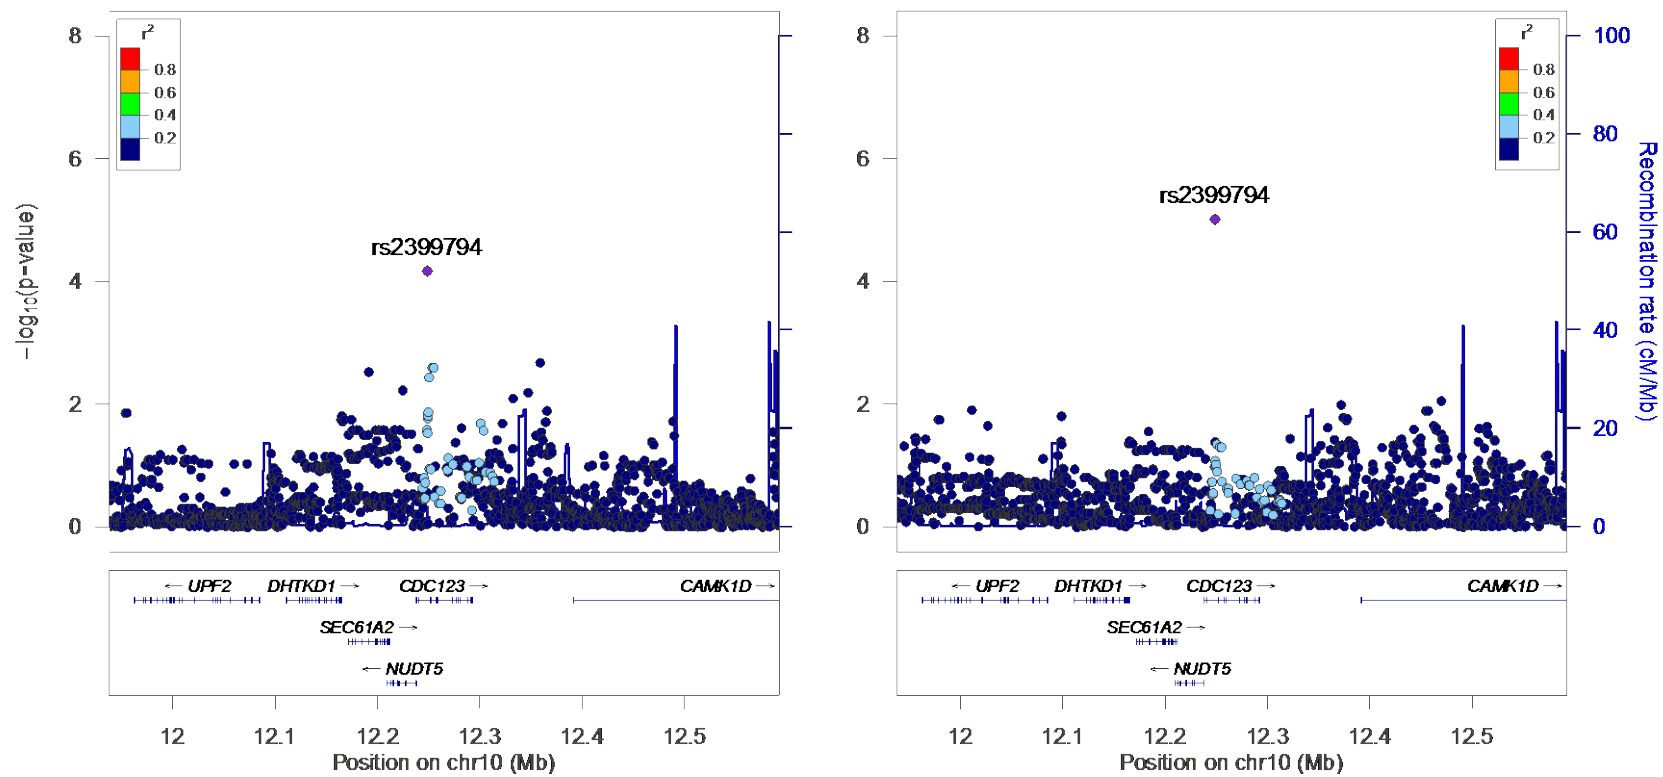 8
6
4
2
0
−log10(p−value)
r2
0.8
0.6
0.4
0.2
rs2399794
← UPF2
DHTKD1 →
CDC123 →
CAMK1D →
SEC61A2 →
← NUDT5
12
12.1
12.2
12.3
12.4
12.5
Position on chr10 (Mb)
8
6
4
2
0
r2
0.8
0.6
0.4
0.2
rs2399794
100
80
60
40
20
0
Recombination rate (cM/Mb)
← UPF2
DHTKD1 →
CDC123 →
CAMK1D →
SEC61A2 →
← NUDT5
12
12.1
12.2
12.3
12.4
12.5
Position on chr10 (Mb)